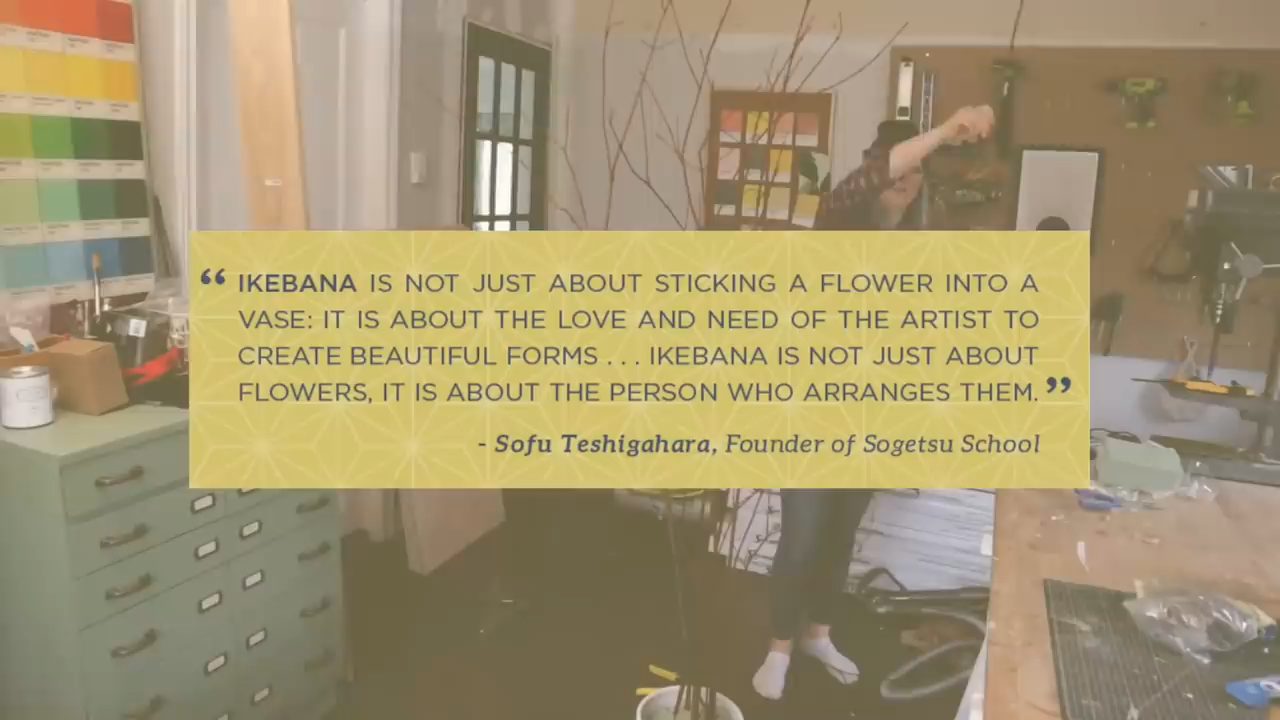 “ IKEBANA IS NOT JUST ABOUT STICKING A FLOWER INTO A
VASE: IT IS ABOUT THE LOVE AND NEED OF THE ARTIST TO
CREATE BEAUTIFUL FORMS . . . IKEBANA IS NOT JUST ABOUT
FLOWERS, IT IS ABOUT THE PERSON WHO ARRANGES THEM. ”
- Sofu Teshigahara, Founder of Sogetsu School